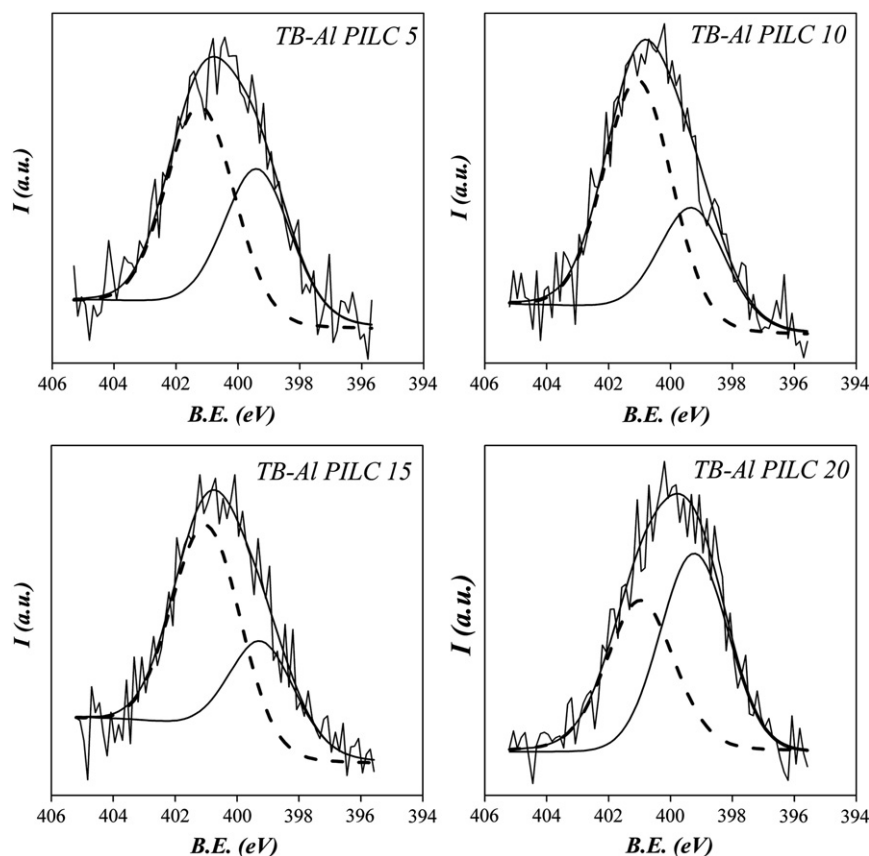 TB-Al PILC 5
I (a.u.)
406 404 402 400 398 396 394
B.E. (eV)
TB-Al PILC 10
I (a.u.)
406 404 402 400 398 396 394
B.E. (eV)
TB-Al PILC 15
I (a.u.)
406 404 402 400 398 396 394
B.E. (eV)
TB-Al PILC 20
I (a.u.)
406 404 402 400 398 396 394
B.E. (eV)